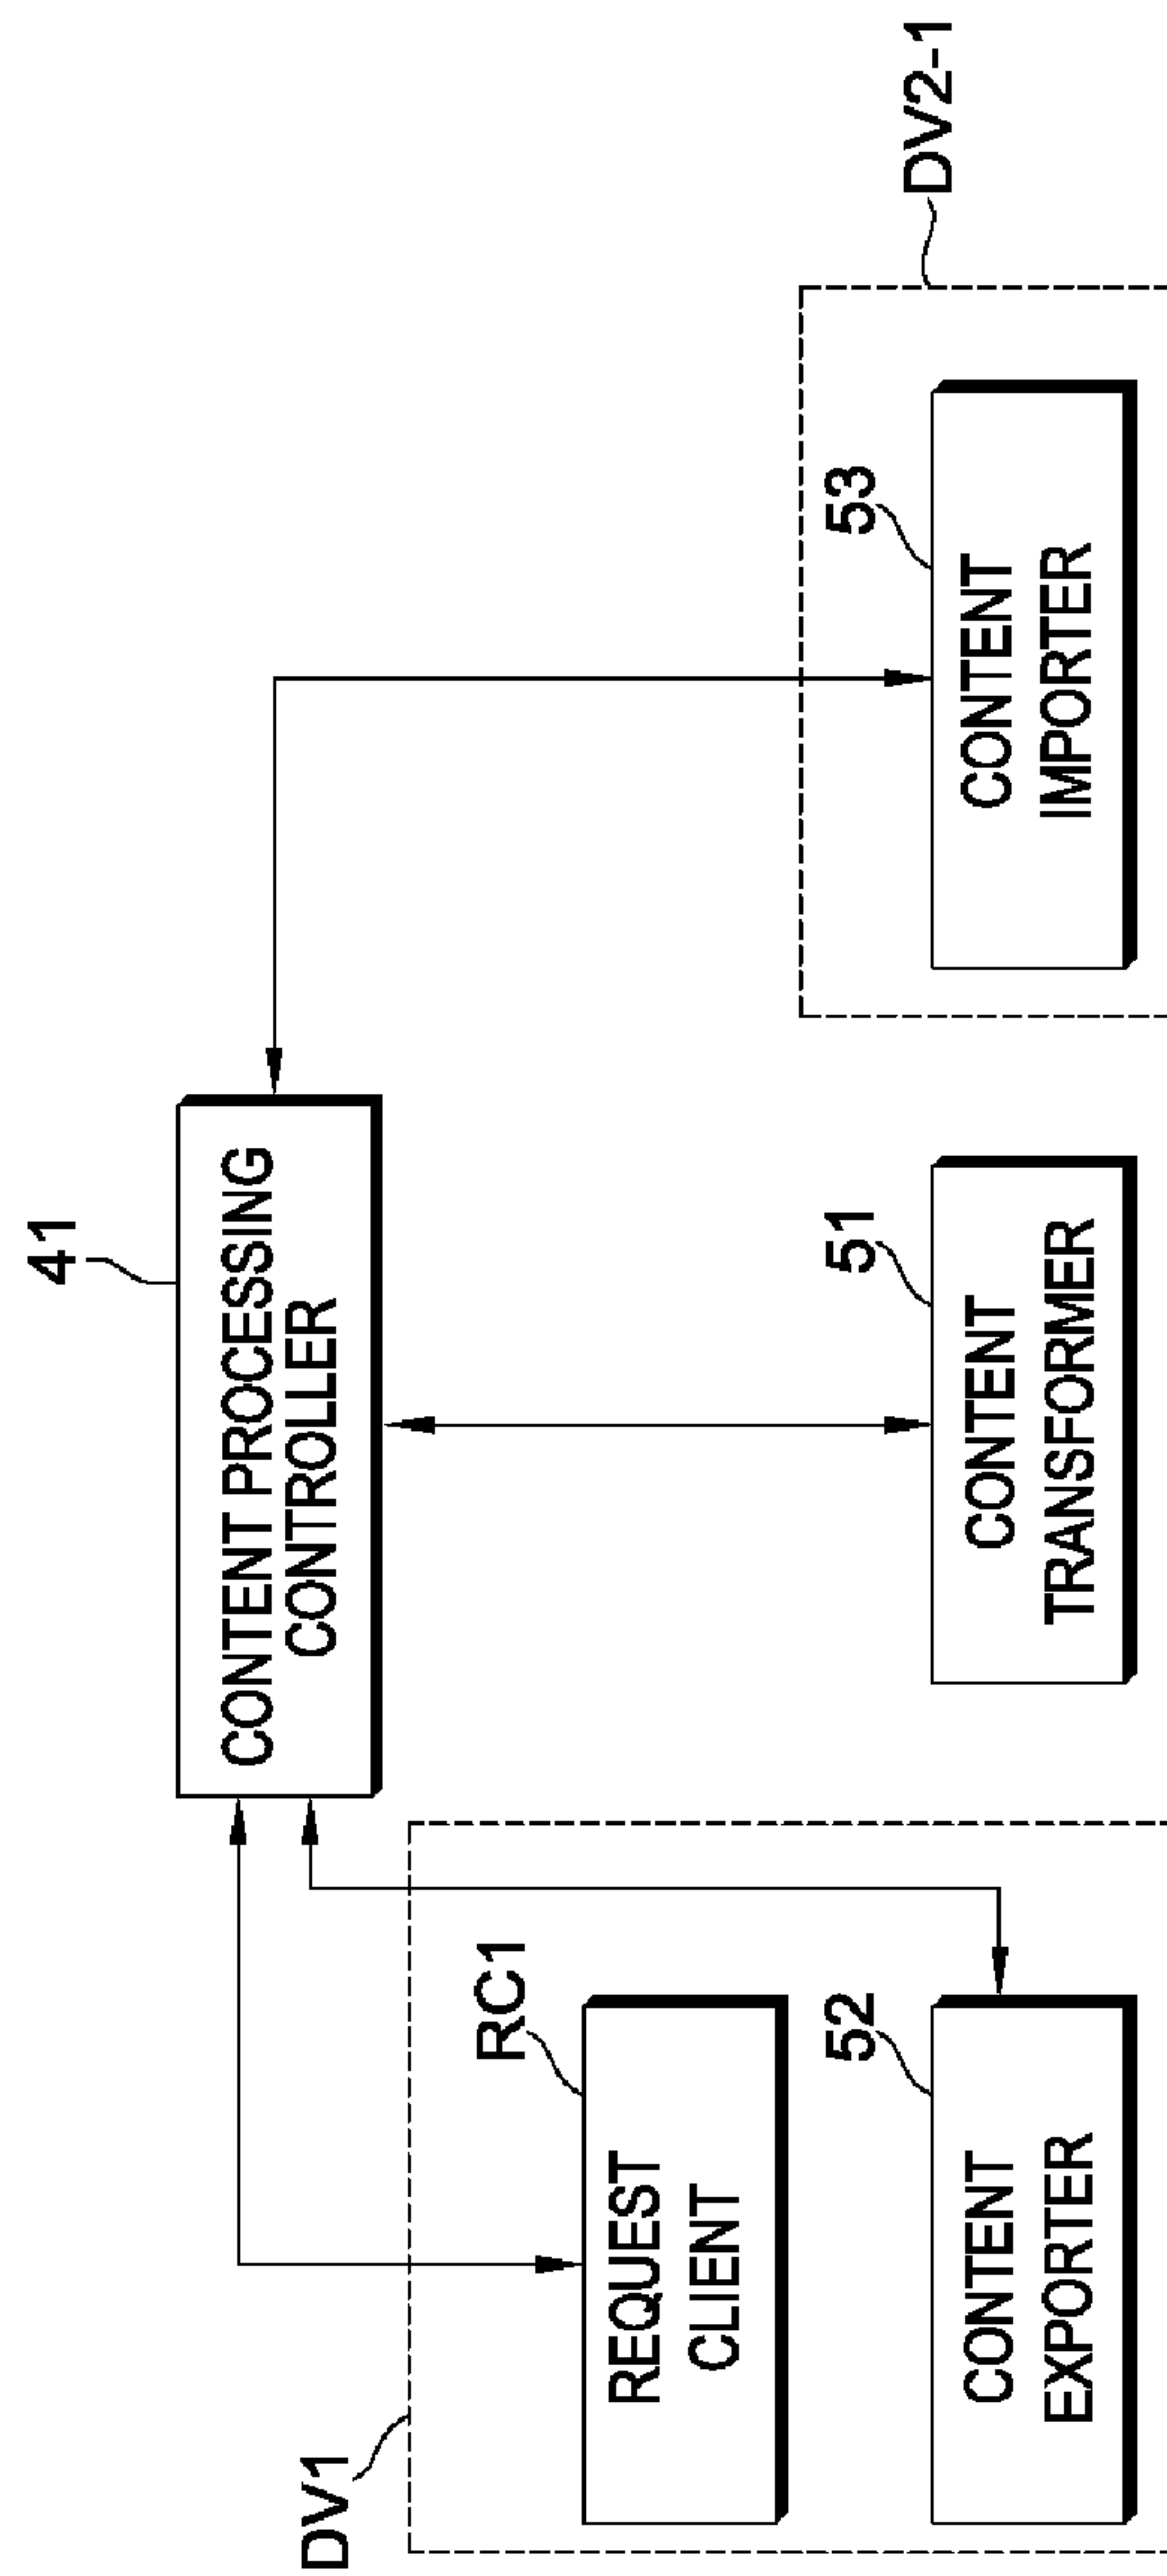 41
CONTENT PROCESSING
CONTROLLER
DV1
RC1
REQUEST
CLIENT
DV2-1
52
CONTENT
EXPORTER
51
CONTENT
TRANSFORMER
53
CONTENT
IMPORTER